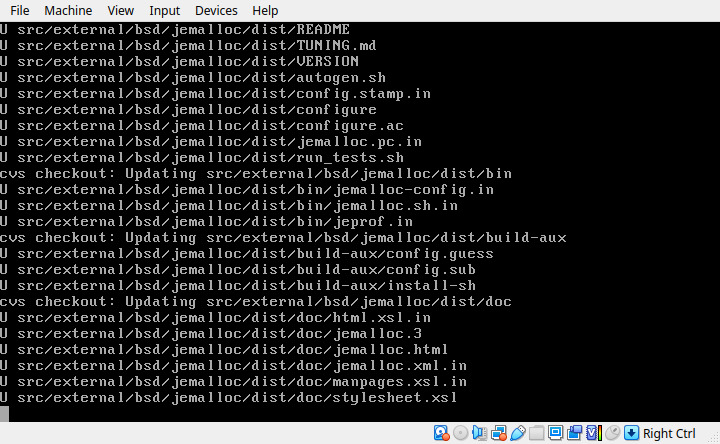 File Machine View Input Devices Help
U src/external/bsd/jemalloc/dist/README
U src/external/bsd/jemalloc/dist/TUNING.md
U src/external/bsd/jemalloc/dist/VERSION
U src/external/bsd/jemalloc/dist/autogen.sh
U src/external/bsd/jemalloc/dist/config.stamp.in
U src/external/bsd/jemalloc/dist/configure
U src/external/bsd/jemalloc/dist/configure.ac
U src/external/bsd/jemalloc/dist/jemalloc.pc.in
U src/external/bsd/jemalloc/dist/run_tests.sh
cvs checkout: Updating src/external/bsd/jemalloc/dist/bin
U src/external/bsd/jemalloc/dist/bin/jemalloc-config.in
U src/external/bsd/jemalloc/dist/bin/jemalloc.sh.in
U src/external/bsd/jemalloc/dist/bin/jeprof.in
cvs checkout: Updating src/external/bsd/jemalloc/dist/build-aux
U src/external/bsd/jemalloc/dist/build-aux/config.guess
U src/external/bsd/jemalloc/dist/build-aux/config.sub
U src/external/bsd/jemalloc/dist/build-aux/install-sh
cvs checkout: Updating src/external/bsd/jemalloc/dist/doc
U src/external/bsd/jemalloc/dist/doc/html.xsl.in
U src/external/bsd/jemalloc/dist/doc/jemalloc.3
U src/external/bsd/jemalloc/dist/doc/jemalloc.html
U src/external/bsd/jemalloc/dist/doc/jemalloc.xml.in
U src/external/bsd/jemalloc/dist/doc/manpages.xsl.in
U src/external/bsd/jemalloc/dist/doc/stylesheet.xsl
Right Ctrl